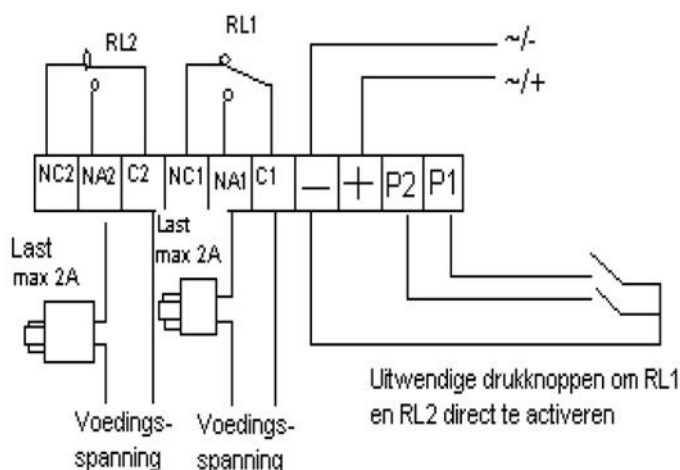 RL2
RL1
~/-
~/+
NC2 NA2 C2 NC1 NA1 C1 — + P2 P1
Last
max 2A
Last
max 2A
Uitwendige drukknoppen om RL1
en RL2 direct te activeren
Voedings-
spanning
Voedings-
spanning